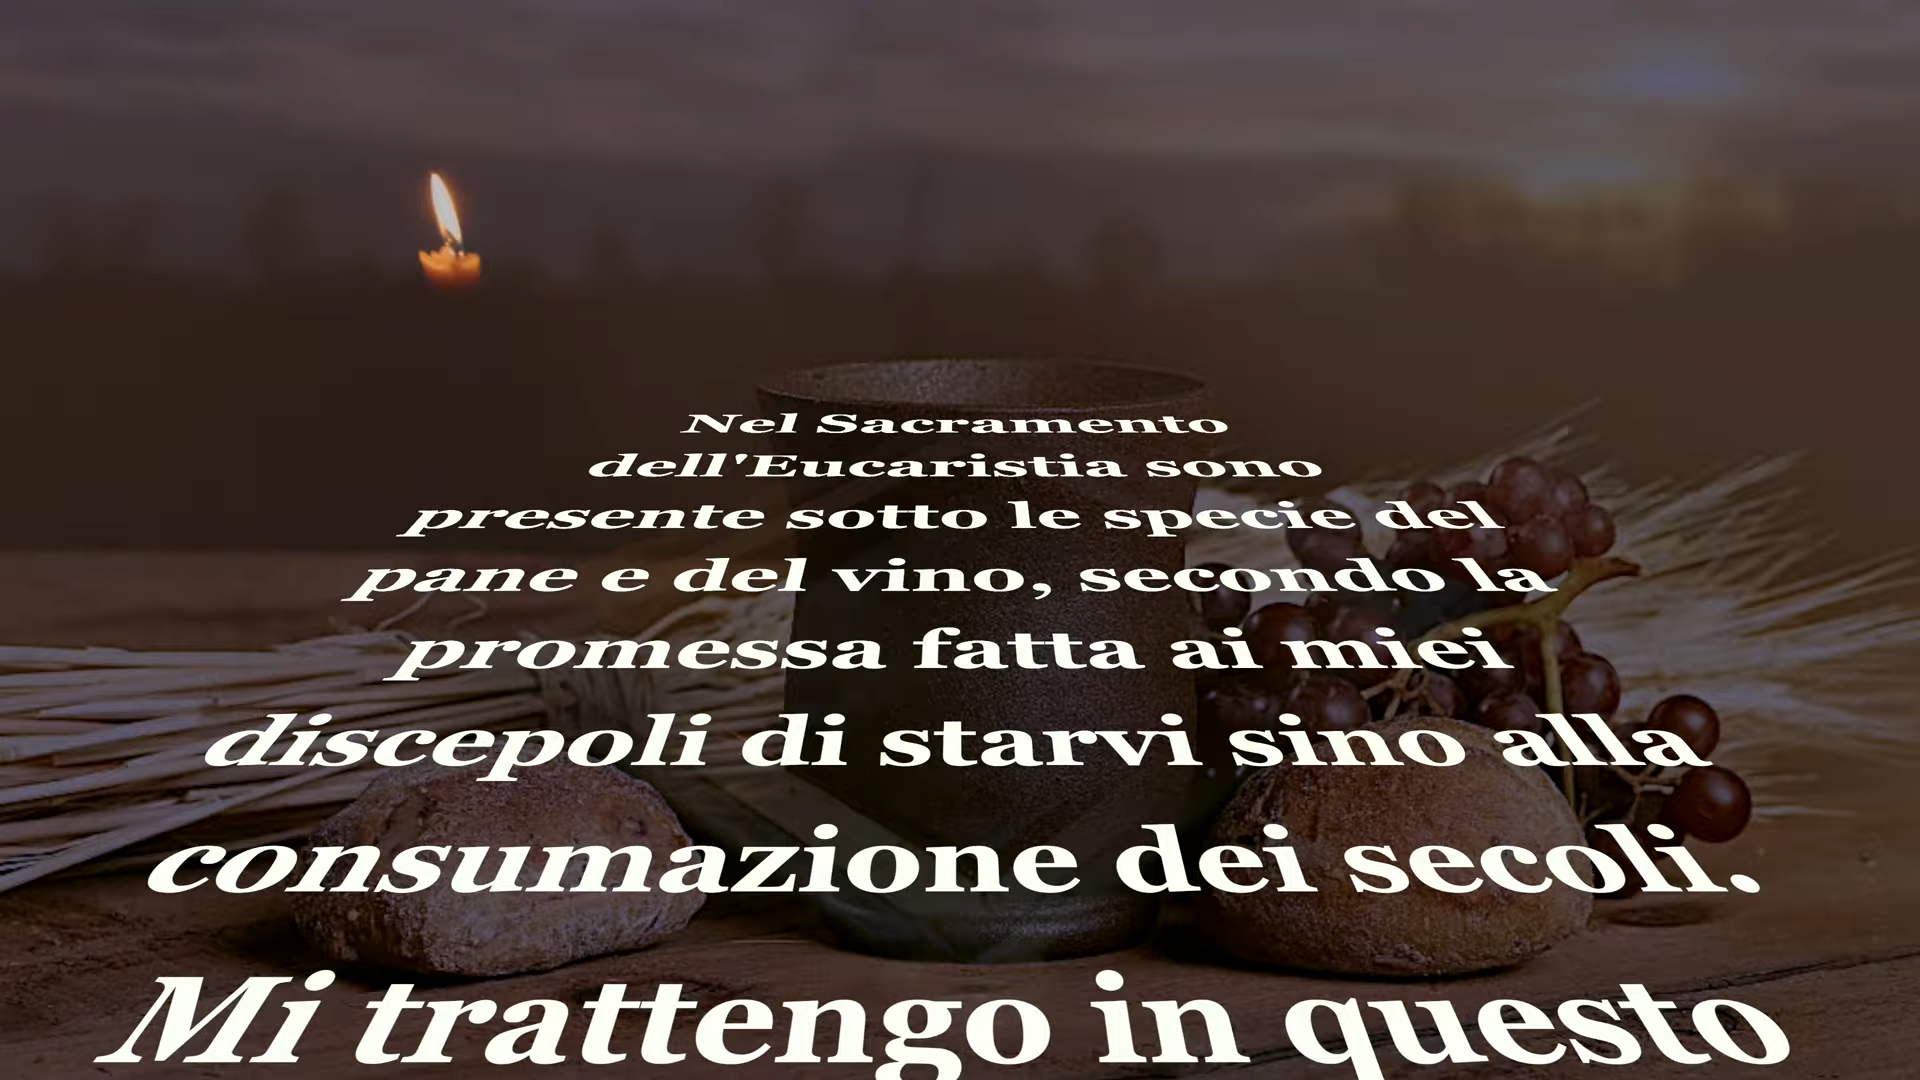 Nel Sacramento
dell'Eucaristia sono
presente sotto le specie del
pane e del vino, secondo la
promessa fatta ai miei
discepoli di starvi sino alla
consumazione dei secoli.
Mi trattengo in questo